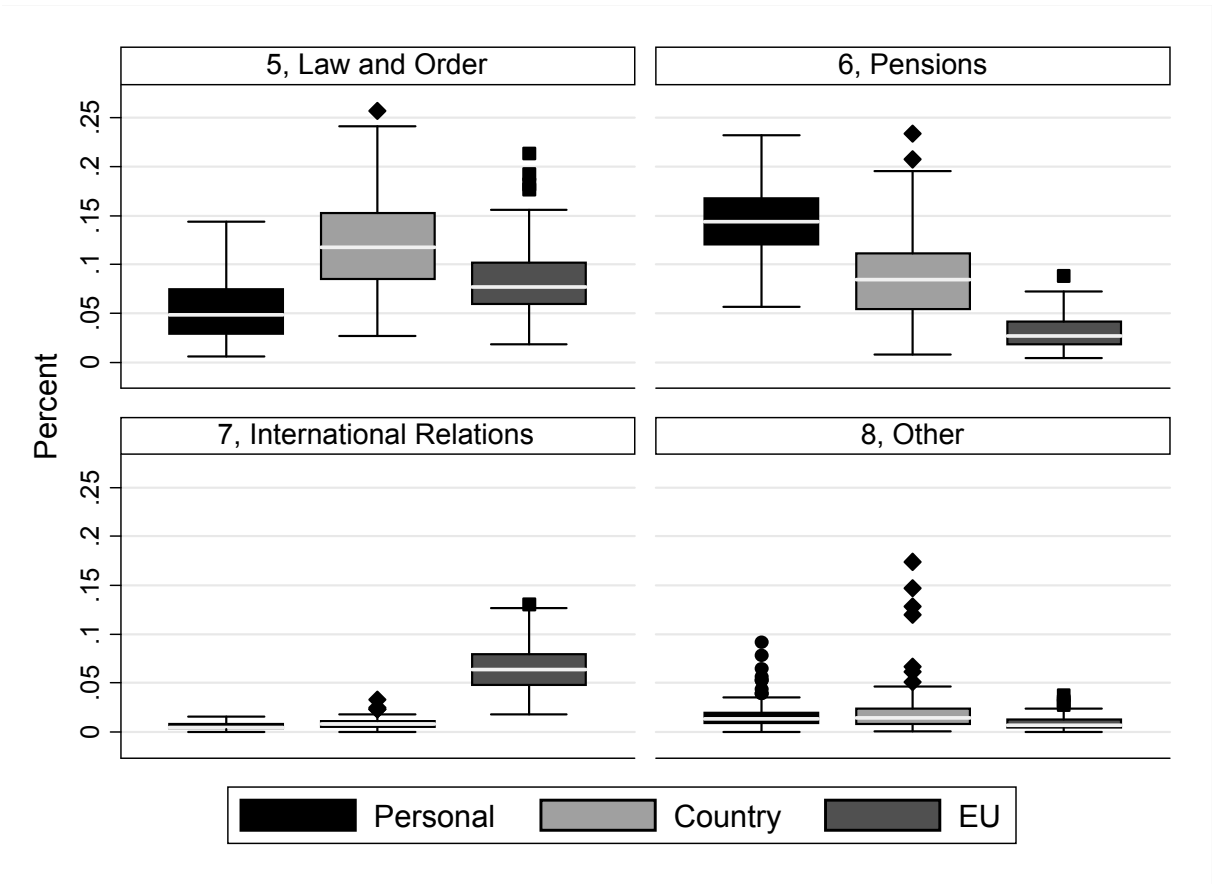 5, Law and Order
6, Pensions
Percent
.25
.2
.15
.1
.05
0
7, International Relations
8, Other
.25
.2
.15
.1
.05
0
Personal
Country
EU